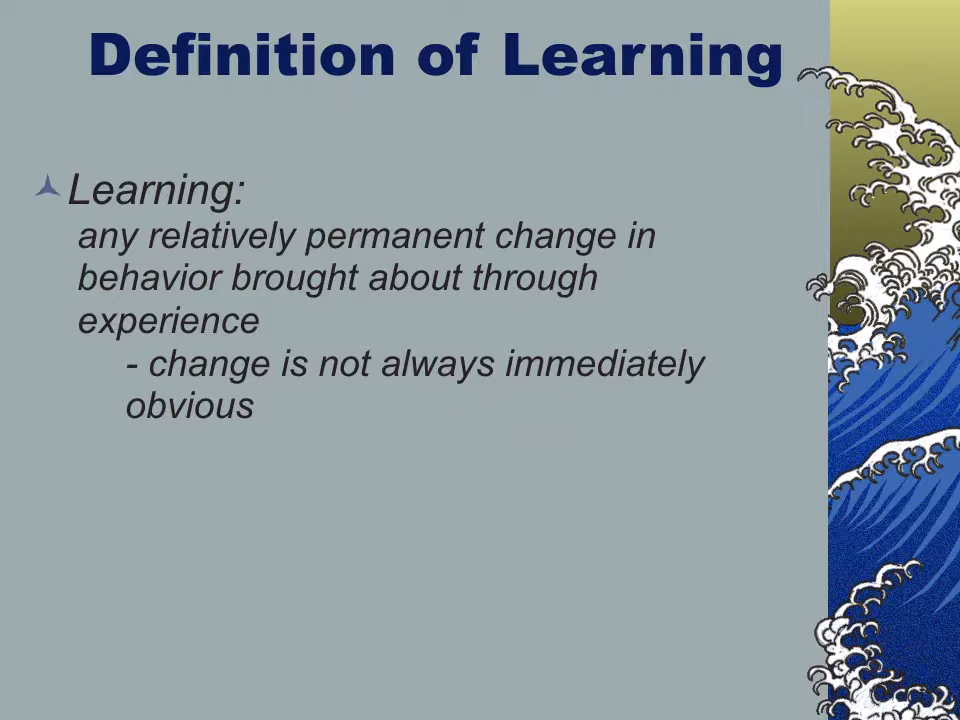 Definition of Learning
Learning:
any relatively permanent change in
behavior brought about through
experience
- change is not always immediately
obvious